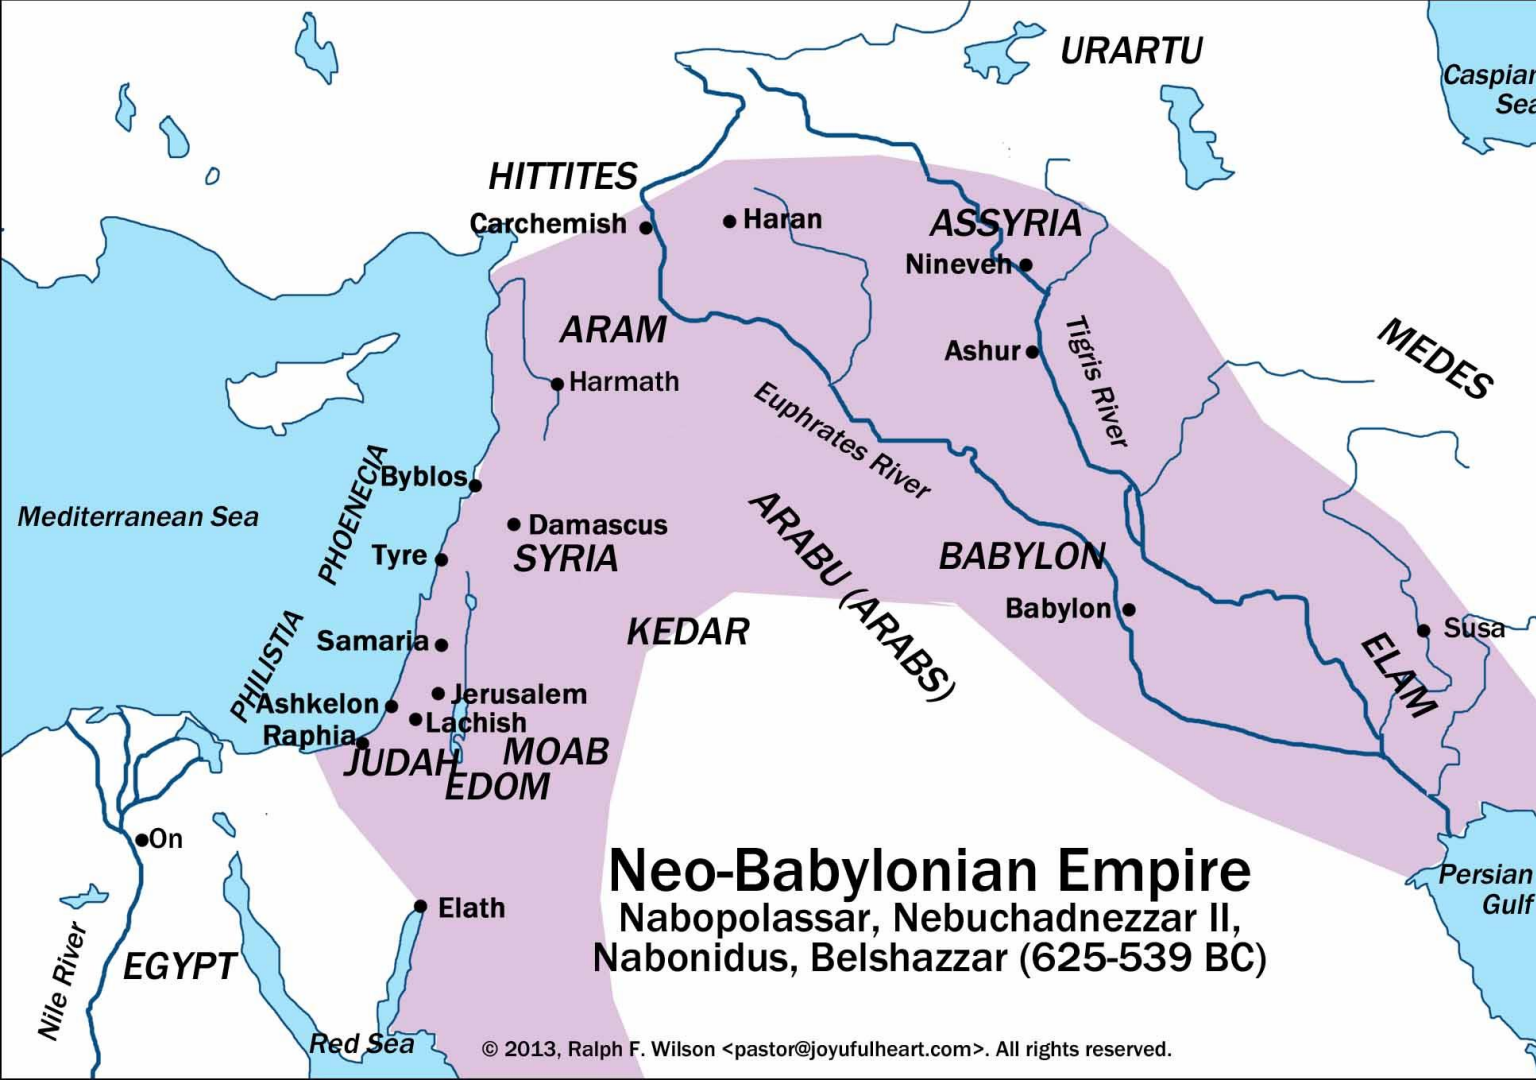 URARTU
Caspian
Sea
HITTITES
Carchemish
Haran
ASSYRIA
Nineveh
ARAM
Harmath
Ashur
Tigris River
MEDES
Euphrates River
Byblos
PHOENECIA
Mediterranean Sea
Damascus
SYRIA
Tyre
ARABU (ARABS)
BABYLON
Babylon
KEDAR
Samaria
PHILISTIA
Susa
ELAM
Jerusalem
Ashkelon
Lachish
Raphia
JUDAH
MOAB
EDOM
On
Elath
Neo-Babylonian Empire
Nabopolassar, Nebuchadnezzar II,
Nabonidus, Belshazzar (625-539 BC)
Persian
Gulf
Nile River
EGYPT
Red Sea
© 2013, Ralph F. Wilson <pastor@joyufulheart.com>. All rights reserved.